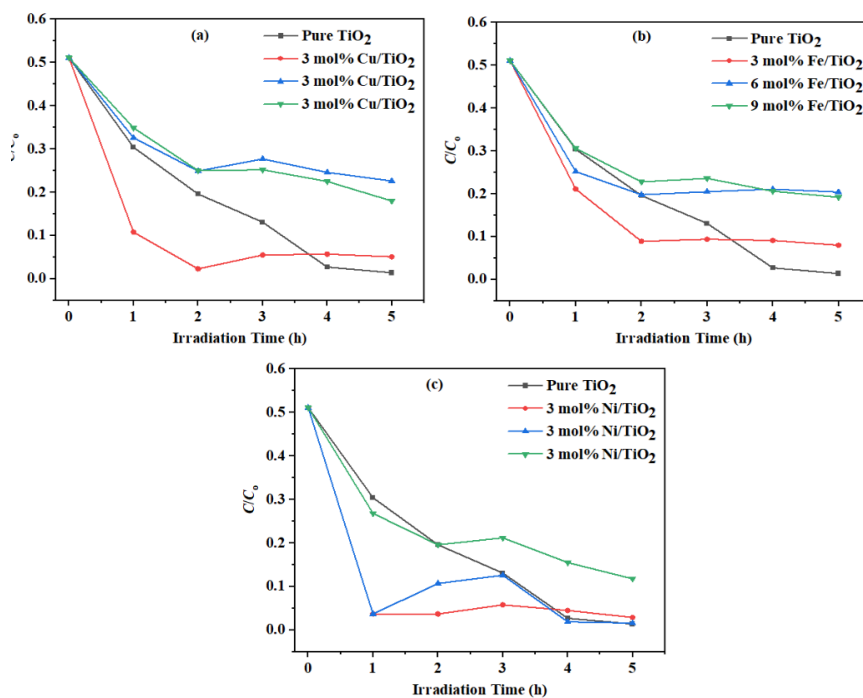 (a)
Pure TiO2
3 mol% Cu/TiO2
3 mol% Cu/TiO2
3 mol% Cu/TiO2
0.6
0.5
0.4
0.3
0.2
0.1
0.0
C/Co
0 1 2 3 4 5
Irradiation Time (h)
(b)
Pure TiO2
3 mol% Fe/TiO2
6 mol% Fe/TiO2
9 mol% Fe/TiO2
0.6
0.5
0.4
0.3
0.2
0.1
0.0
C/Co
0 1 2 3 4 5
Irradiation Time (h)
(c)
Pure TiO2
3 mol% Ni/TiO2
3 mol% Ni/TiO2
3 mol% Ni/TiO2
0.6
0.5
0.4
0.3
0.2
0.1
0.0
C/Co
0 1 2 3 4 5
Irradiation Time (h)